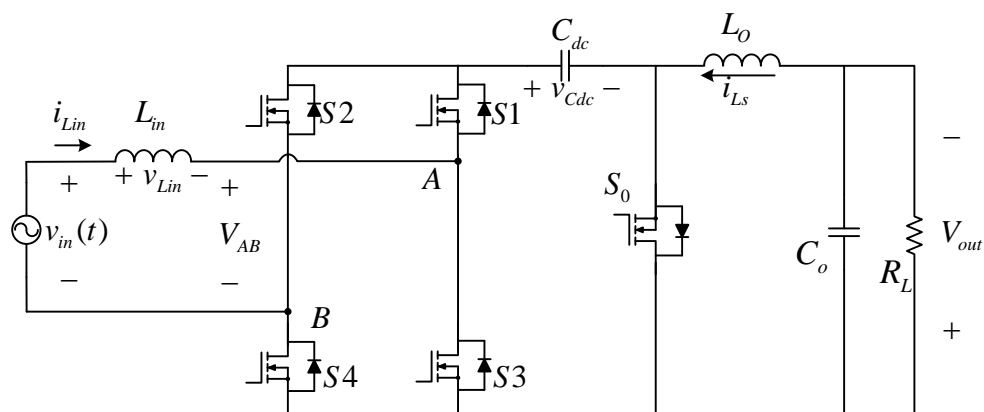 C_dc
L_O
+ v_Cdc −
i_Ls
S2
S1
i_Lin
L_in
+ v_Lin −
A
S_0
+
+
−
v_in(t)
V_AB
C_o
R_L
V_out
−
−
B
+
S4
S3